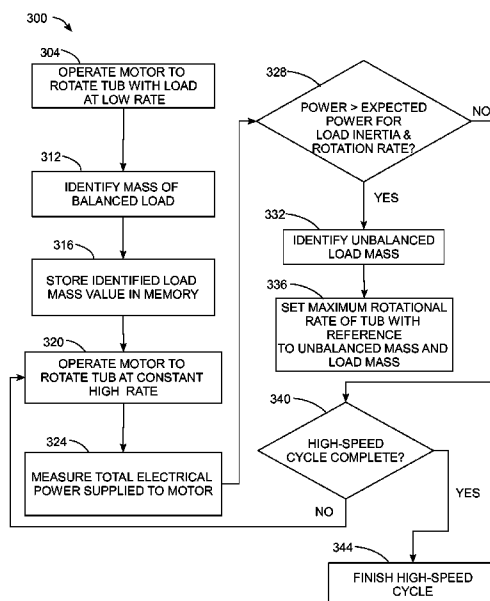 300
304
OPERATE MOTOR TO
ROTATE TUB WITH LOAD
AT LOW RATE
312
IDENTIFY MASS OF
BALANCED LOAD
316
STORE IDENTIFIED LOAD
MASS VALUE IN MEMORY
320
OPERATE MOTOR TO
ROTATE TUB AT CONSTANT
HIGH RATE
324
MEASURE TOTAL ELECTRICAL
POWER SUPPLIED TO MOTOR
328
POWER > EXPECTED
POWER FOR
LOAD INERTIA &
ROTATION RATE?
NO
YES
332
IDENTIFY UNBALANCED
LOAD MASS
336
SET MAXIMUM ROTATIONAL
RATE OF TUB WITH
REFERENCE
TO UNBALANCED MASS AND
LOAD MASS
340
HIGH-SPEED
CYCLE COMPLETE?
NO
YES
344
FINISH HIGH-SPEED
CYCLE